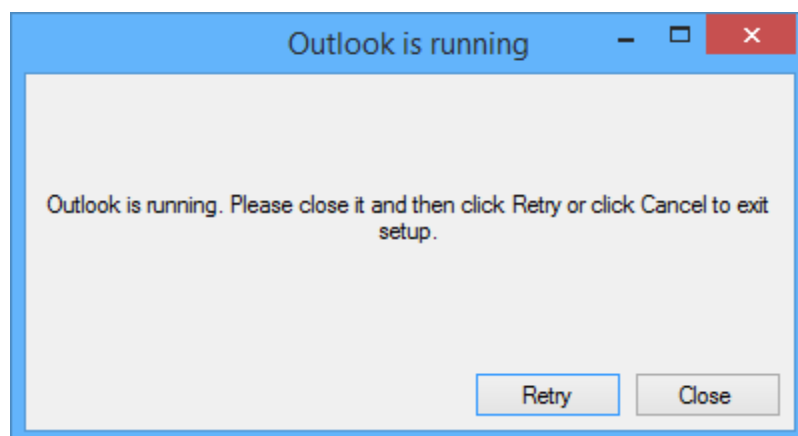 Outlook is running
Outlook is running. Please close it and then click Retry or click Cancel to exit
setup.
Retry
Close